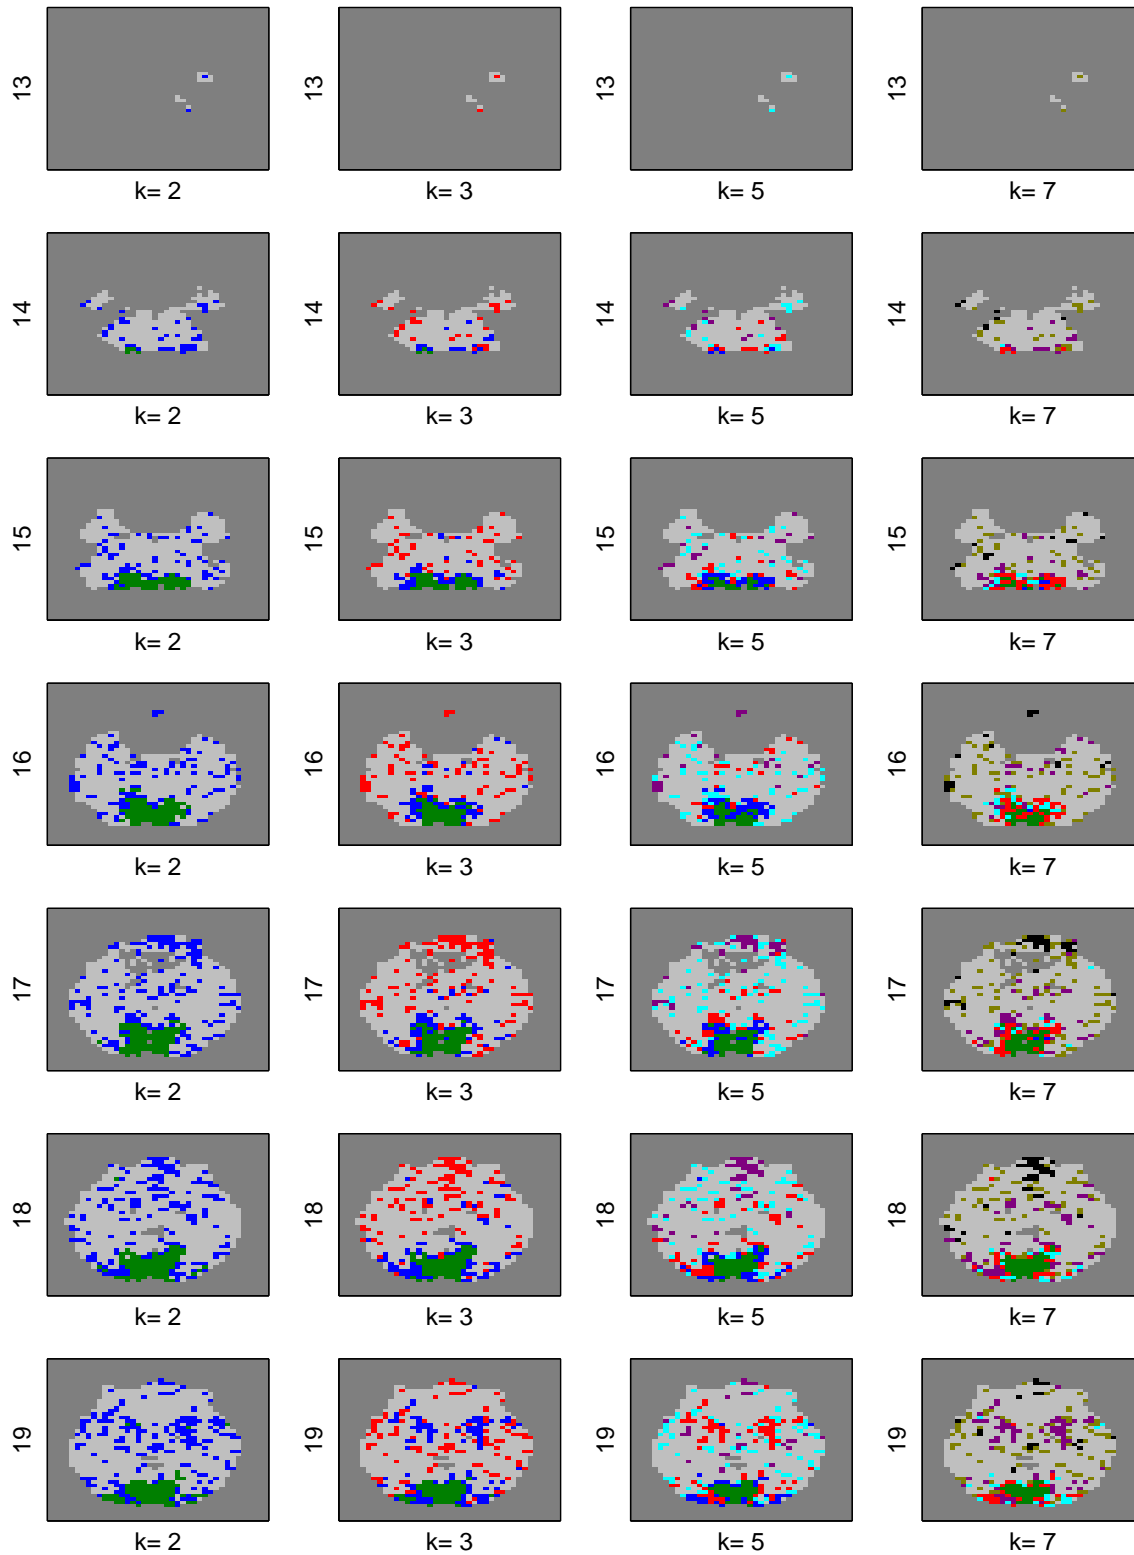 13 13 13 13
k= 2 k= 3 k= 5 k= 7
14 14 14 14
k= 2 k= 3 k= 5 k= 7
15 15 15 15
k= 2 k= 3 k= 5 k= 7
16 16 16 16
k= 2 k= 3 k= 5 k= 7
17 17 17 17
k= 2 k= 3 k= 5 k= 7
18 18 18 18
k= 2 k= 3 k= 5 k= 7
19 19 19 19
k= 2 k= 3 k= 5 k= 7